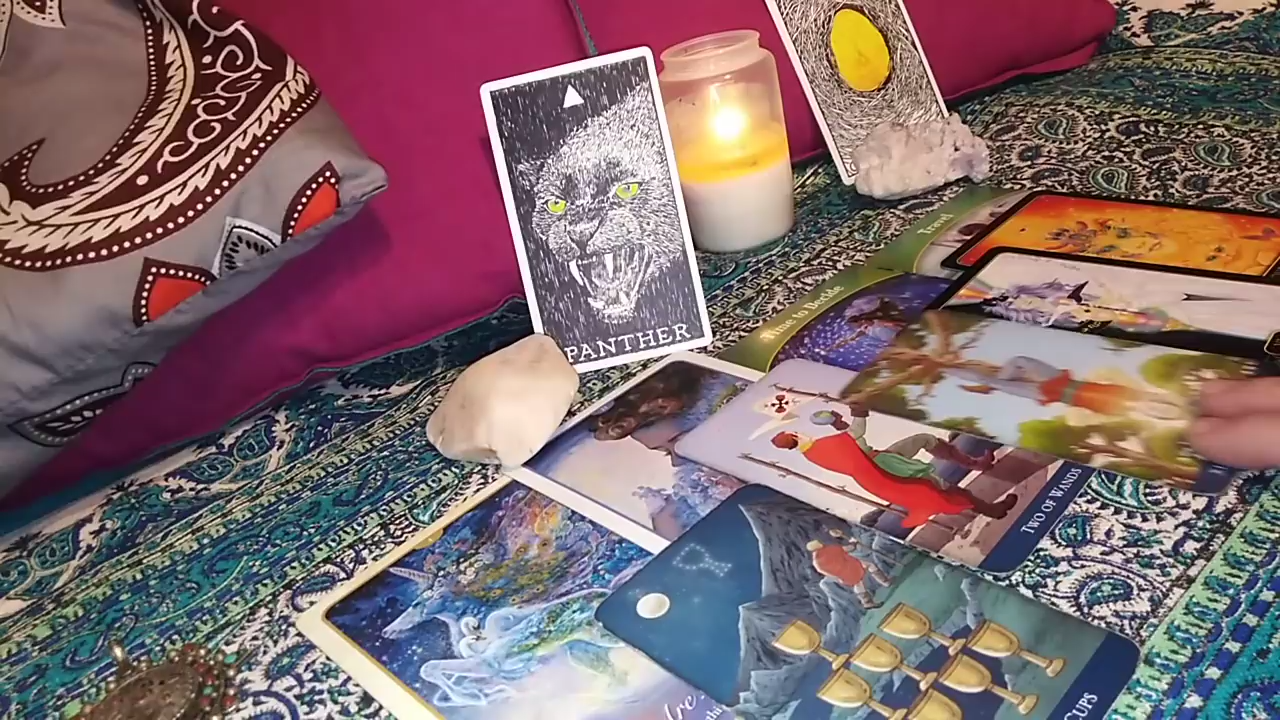 PANTHER
Travel
Time to Decide
TWO OF WANDS
CUPS